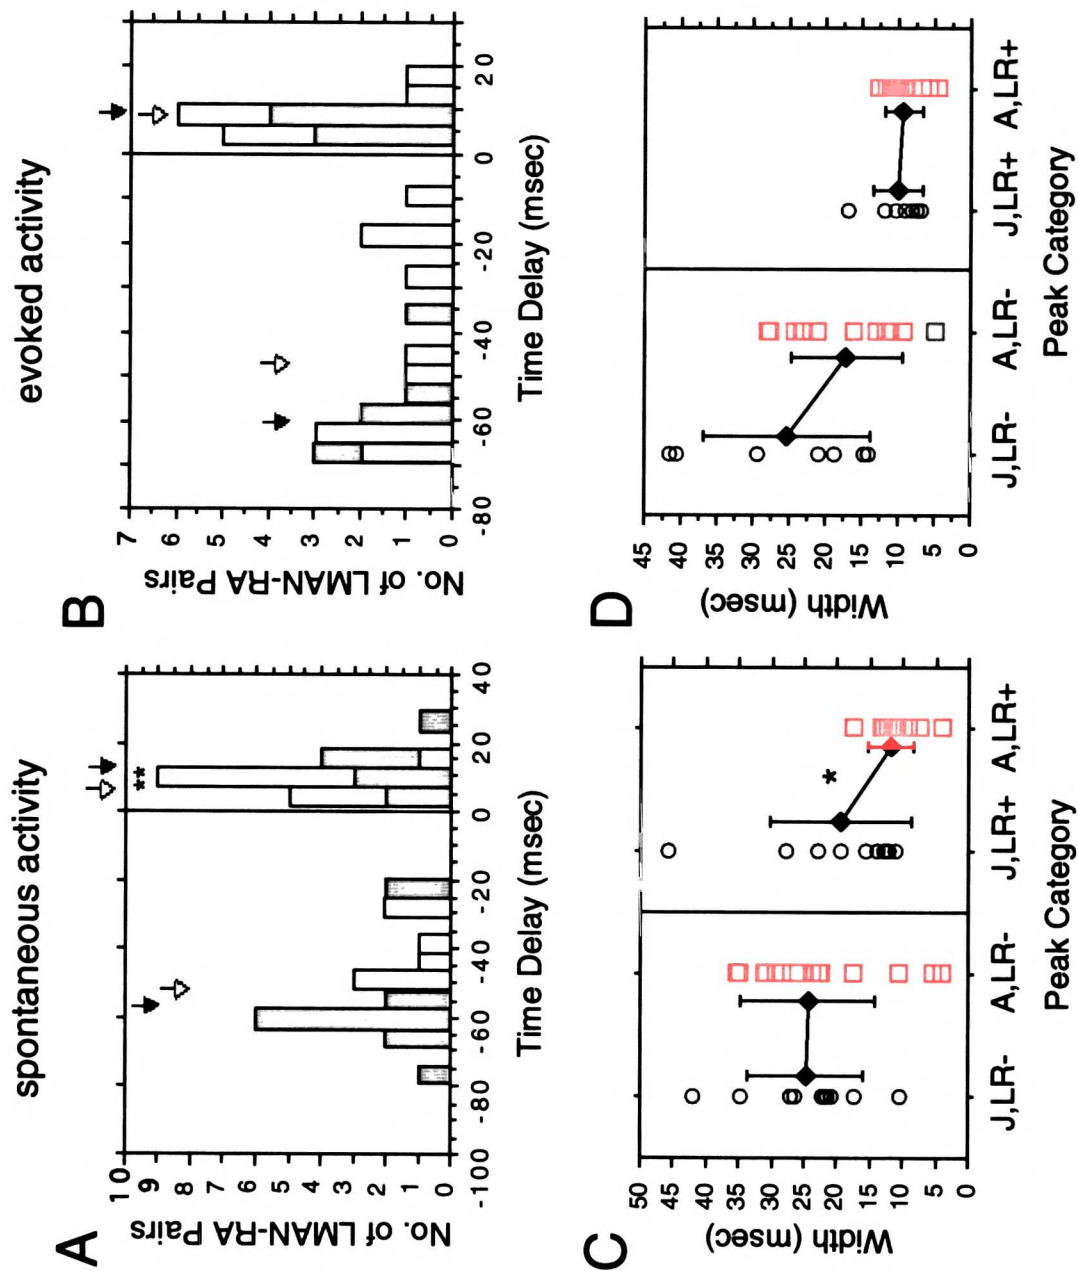 spontaneous activity
evoked activity
A
No. of LMAN-RA Pairs
10
9
8
7
6
5
4
3
2
1
0
**
-100
-80
-60
-40
-20
0
20
40
Time Delay (msec)
B
No. of LMAN-RA Pairs
7
6
5
4
3
2
1
0
-80
-60
-40
-20
0
20
Time Delay (msec)
C
Width (msec)
50
45
40
35
30
25
20
15
10
5
0
*
J,LR-
A,LR-
J,LR+
A,LR+
Peak Category
D
Width (msec)
45
40
35
30
25
20
15
10
5
0
J,LR-
A,LR-
J,LR+
A,LR+
Peak Category